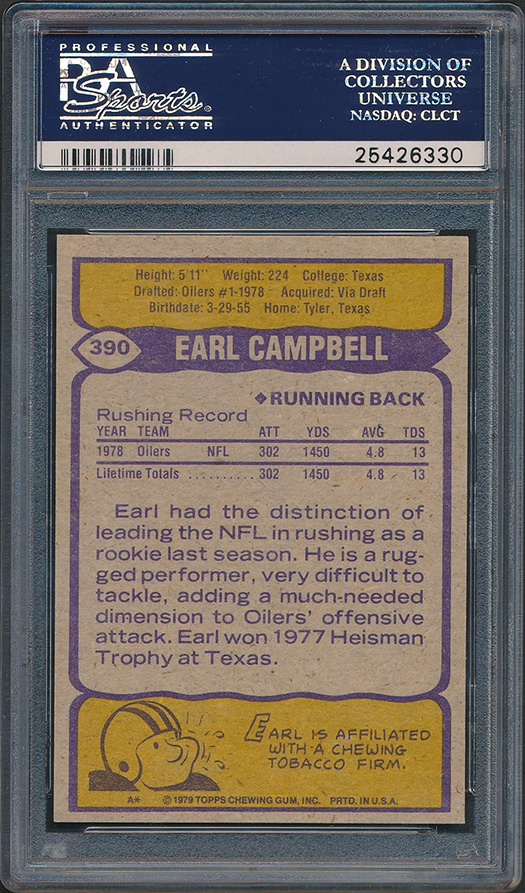 PROFESSIONAL
PSA
Sports
AUTHENTICATOR
A DIVISION OF
COLLECTORS
UNIVERSE
NASDAQ: CLCT
25426330
Height: 5'11" Weight: 224 College: Texas
Drafted: Oilers #1-1978 Acquired: Via Draft
Birthdate: 3-29-55 Home: Tyler, Texas
390 EARL CAMPBELL
◆RUNNING BACK
Rushing Record
YEAR TEAM ATT YDS AVG TDS
1978 Oilers NFL 302 1450 4.8 13
Lifetime Totals .......... 302 1450 4.8 13
Earl had the distinction of
leading the NFL in rushing as a
rookie last season. He is a rug-
ged performer, very difficult to
tackle, adding a much-needed
dimension to Oilers' offensive
attack. Earl won 1977 Heisman
Trophy at Texas.
EARL IS AFFILIATED
WITH A CHEWING
TOBACCO FIRM.
A* © 1979 TOPPS CHEWING GUM, INC. PRTD. IN U.S.A.